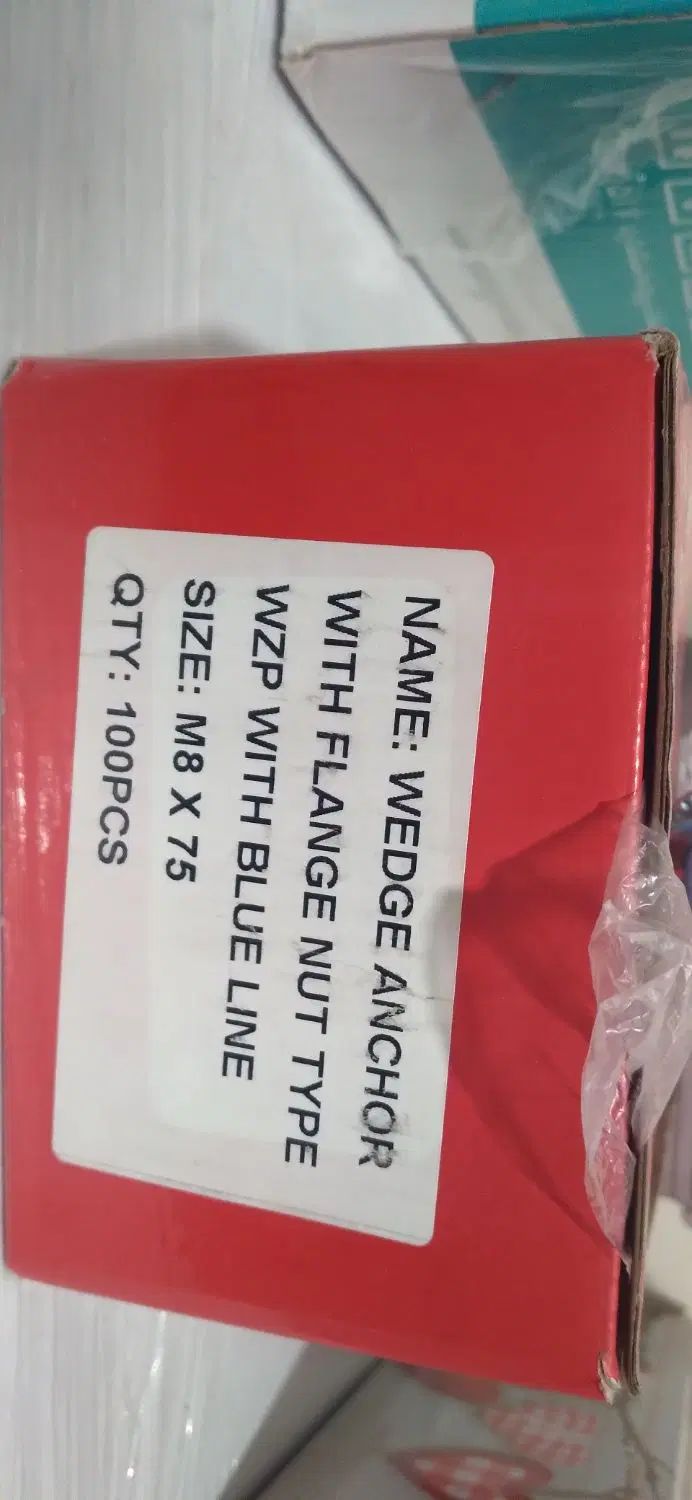 NAME: WEDGE ANCHOR
WITH FLANGE NUT TYPE
WZP WITH BLUE LINE
SIZE: M8 X 75
QTY: 100PCS